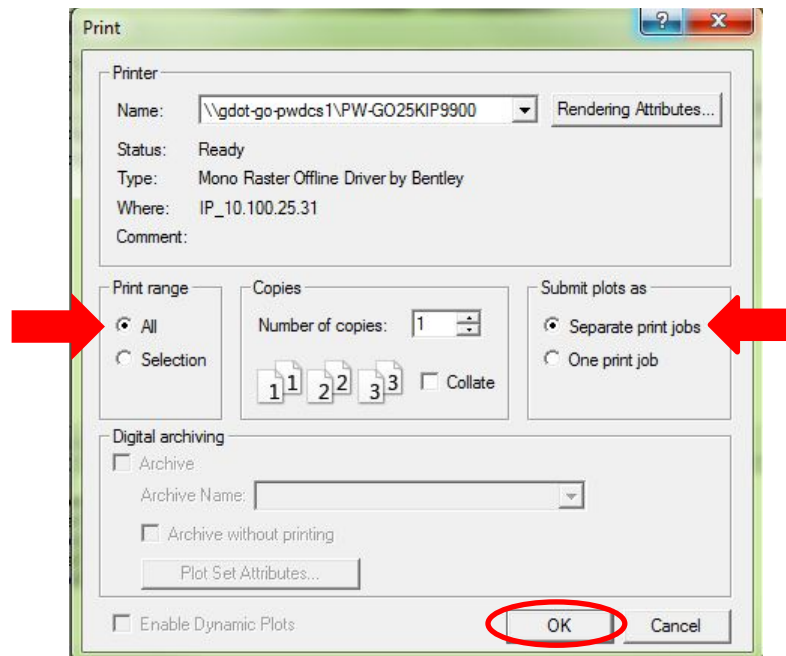 Print
Printer
Name: \\gdot-go-pwdcs1\PW-GO25KIP9900 Rendering Attributes...
Status: Ready
Type: Mono Raster Offline Driver by Bentley
Where: IP_10.100.25.31
Comment:
Print range
All
Selection
Copies
Number of copies: 1
1 1 2 2 3 3 Collate
Submit plots as
Separate print jobs
One print job
Digital archiving
Archive
Archive Name:
Archive without printing
Plot Set Attributes...
Enable Dynamic Plots OK Cancel